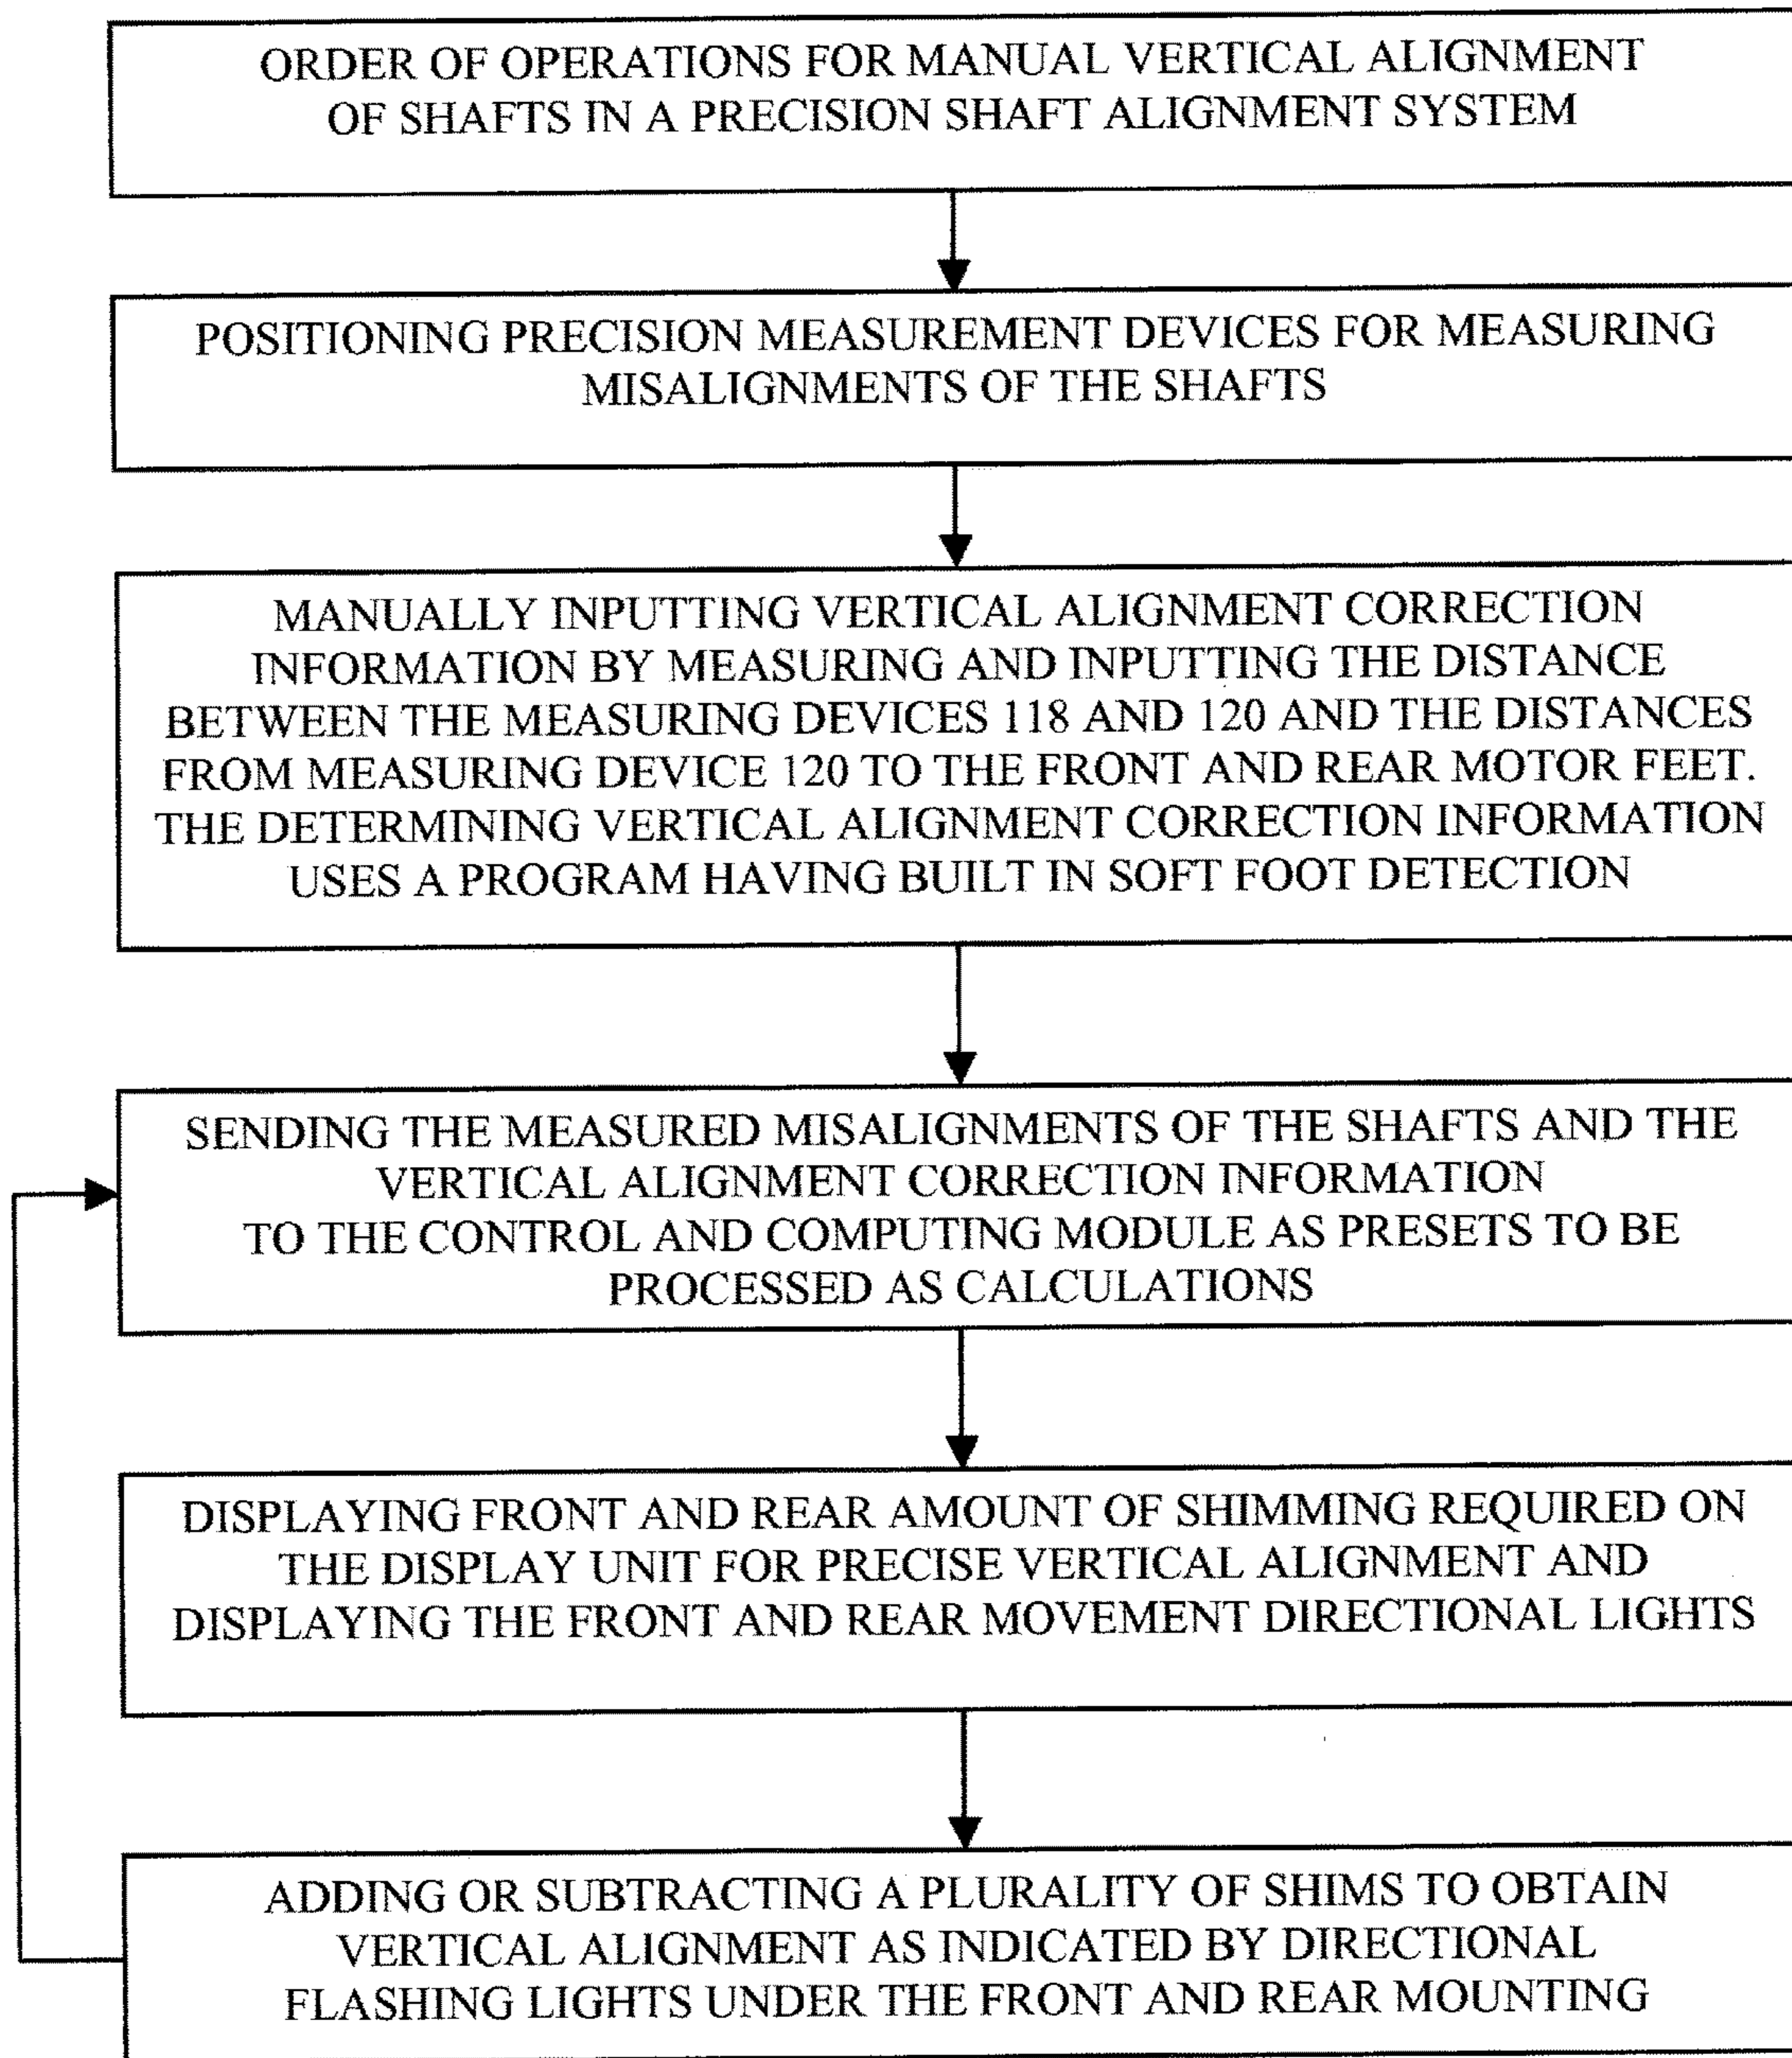 ORDER OF OPERATIONS FOR MANUAL VERTICAL ALIGNMENT
OF SHAFTS IN A PRECISION SHAFT ALIGNMENT SYSTEM
POSITIONING PRECISION MEASUREMENT DEVICES FOR MEASURING
MISALIGNMENTS OF THE SHAFTS
MANUALLY INPUTTING VERTICAL ALIGNMENT CORRECTION
INFORMATION BY MEASURING AND INPUTTING THE DISTANCE
BETWEEN THE MEASURING DEVICES 118 AND 120 AND THE DISTANCES
FROM MEASURING DEVICE 120 TO THE FRONT AND REAR MOTOR FEET.
THE DETERMINING VERTICAL ALIGNMENT CORRECTION INFORMATION
USES A PROGRAM HAVING BUILT IN SOFT FOOT DETECTION
SENDING THE MEASURED MISALIGNMENTS OF THE SHAFTS AND THE
VERTICAL ALIGNMENT CORRECTION INFORMATION
TO THE CONTROL AND COMPUTING MODULE AS PRESETS TO BE
PROCESSED AS CALCULATIONS
DISPLAYING FRONT AND REAR AMOUNT OF SHIMMING REQUIRED ON
THE DISPLAY UNIT FOR PRECISE VERTICAL ALIGNMENT AND
DISPLAYING THE FRONT AND REAR MOVEMENT DIRECTIONAL LIGHTS
ADDING OR SUBTRACTING A PLURALITY OF SHIMS TO OBTAIN
VERTICAL ALIGNMENT AS INDICATED BY DIRECTIONAL
FLASHING LIGHTS UNDER THE FRONT AND REAR MOUNTING